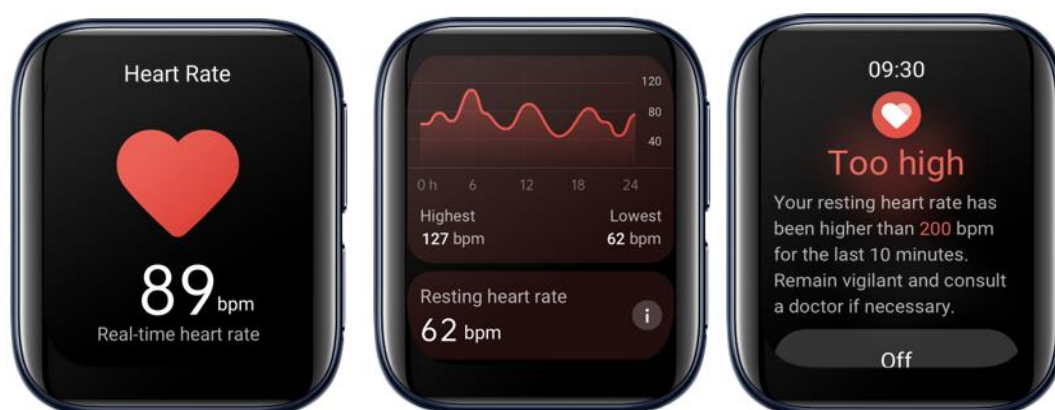 Heart Rate
89 bpm
Real-time heart rate
120
80
40
0 h 6 12 18 24
Highest Lowest
127 bpm 62 bpm
Resting heart rate
62 bpm
i
09:30
Too high
Your resting heart rate has
been higher than 200 bpm
for the last 10 minutes.
Remain vigilant and consult
a doctor if necessary.
Off